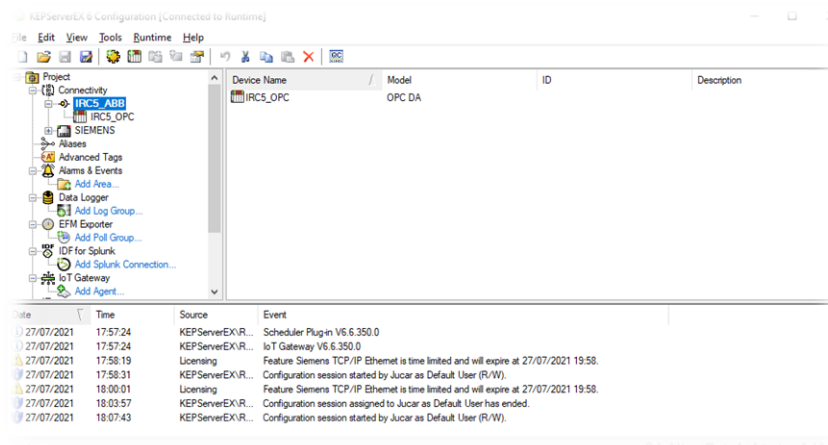 KEPServerEX 6 Configuration [Connected to Runtime]
File Edit View Tools Runtime Help
Project
Connectivity
IRC5_ABB
IRC5_OPC
SIEMENS
Aliases
Advanced Tags
Alarms & Events
Add Area...
Data Logger
Add Log Group...
EFM Exporter
Add Poll Group...
IDF for Splunk
Add Splunk Connection...
IoT Gateway
Add Agent...
Device Name / Model ID Description
IRC5_OPC OPC DA
Date Time Source Event
27/07/2021 17:57:24 KEPServerEX\R... Scheduler Plug-in V6.6.350.0
27/07/2021 17:57:24 KEPServerEX\R... IoT Gateway V6.6.350.0
27/07/2021 17:58:19 Licensing Feature Siemens TCP/IP Ethernet is time limited and will expire at 27/07/2021 19:58.
27/07/2021 17:58:31 KEPServerEX\R... Configuration session started by Jucar as Default User (R/W).
27/07/2021 18:00:01 Licensing Feature Siemens TCP/IP Ethernet is time limited and will expire at 27/07/2021 19:58.
27/07/2021 18:03:57 KEPServerEX\R... Configuration session assigned to Jucar as Default User has ended.
27/07/2021 18:07:43 KEPServerEX\R... Configuration session started by Jucar as Default User (R/W).